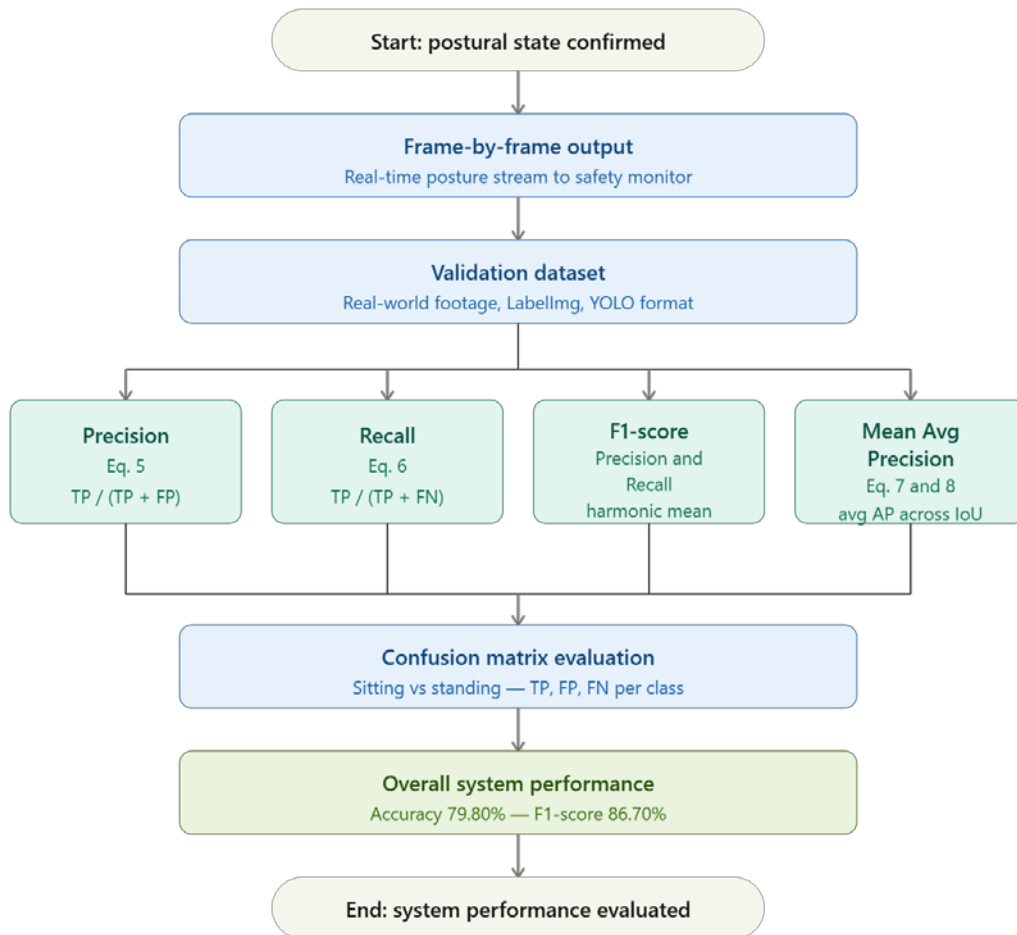 Start: postural state confirmed
Frame-by-frame output
Real-time posture stream to safety monitor
Validation dataset
Real-world footage, LabelImg, YOLO format
Precision
Eq. 5
TP / (TP + FP)
Recall
Eq. 6
TP / (TP + FN)
F1-score
Precision and
Recall
harmonic mean
Mean Avg
Precision
Eq. 7 and 8
avg AP across IoU
Confusion matrix evaluation
Sitting vs standing — TP, FP, FN per class
Overall system performance
Accuracy 79.80% — F1-score 86.70%
End: system performance evaluated